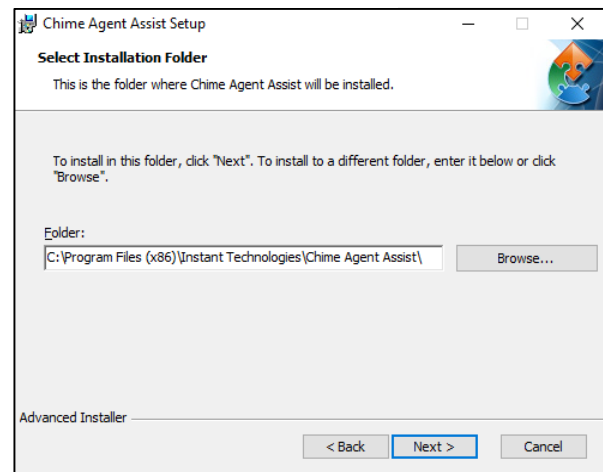 Chime Agent Assist Setup
Select Installation Folder
This is the folder where Chime Agent Assist will be installed.
To install in this folder, click "Next". To install to a different folder, enter it below or click
"Browse".
Folder:
C:\Program Files (x86)\Instant Technologies\Chime Agent Assist\
Browse...
Advanced Installer
< Back
Next >
Cancel